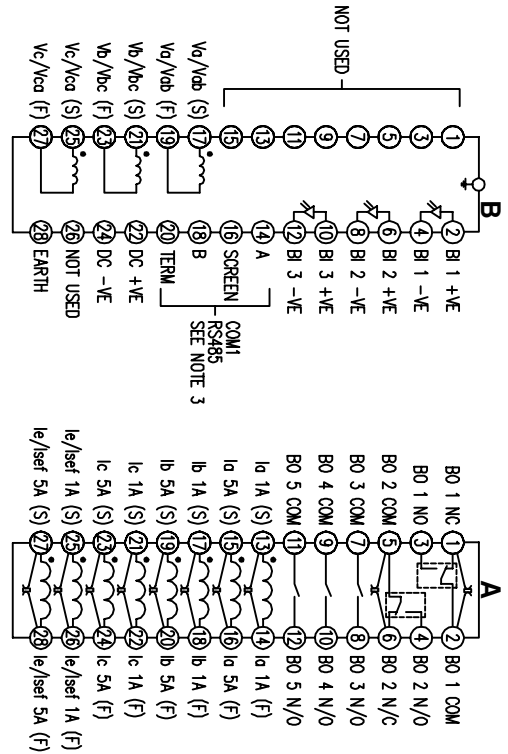 B
NOT USED
1 2 BI 1 +VE
3 4 BI 1 -VE
5 6 BI 2 +VE
7 8 BI 2 -VE
9 10 BI 3 +VE
11 12 BI 3 -VE
13 14 A
15 16 SCREEN
Va/Vab (S) 17 18 B
Va/Vab (F) 19 20 TERM
COM1
RS485
SEE NOTE 3
Vb/Vbc (S) 21 22 DC +VE
Vb/Vbc (F) 23 24 DC -VE
Vc/Vca (S) 25 26 NOT USED
Vc/Vca (F) 27 28 EARTH
A
BO 1 NC 1 2 BO 1 COM
BO 1 NO 3 4 BO 2 N/O
BO 2 COM 5 6 BO 2 N/C
BO 3 COM 7 8 BO 3 N/O
BO 4 COM 9 10 BO 4 N/O
BO 5 COM 11 12 BO 5 N/O
Ia 1A (S) 13 14 Ia 1A (F)
Ia 5A (S) 15 16 Ia 5A (F)
Ib 1A (S) 17 18 Ib 1A (F)
Ib 5A (S) 19 20 Ib 5A (F)
Ic 1A (S) 21 22 Ic 1A (F)
Ic 5A (S) 23 24 Ic 5A (F)
Ie/Isef 1A (S) 25 26 Ie/Isef 1A (F)
Ie/Isef 5A (S) 27 28 Ie/Isef 5A (F)